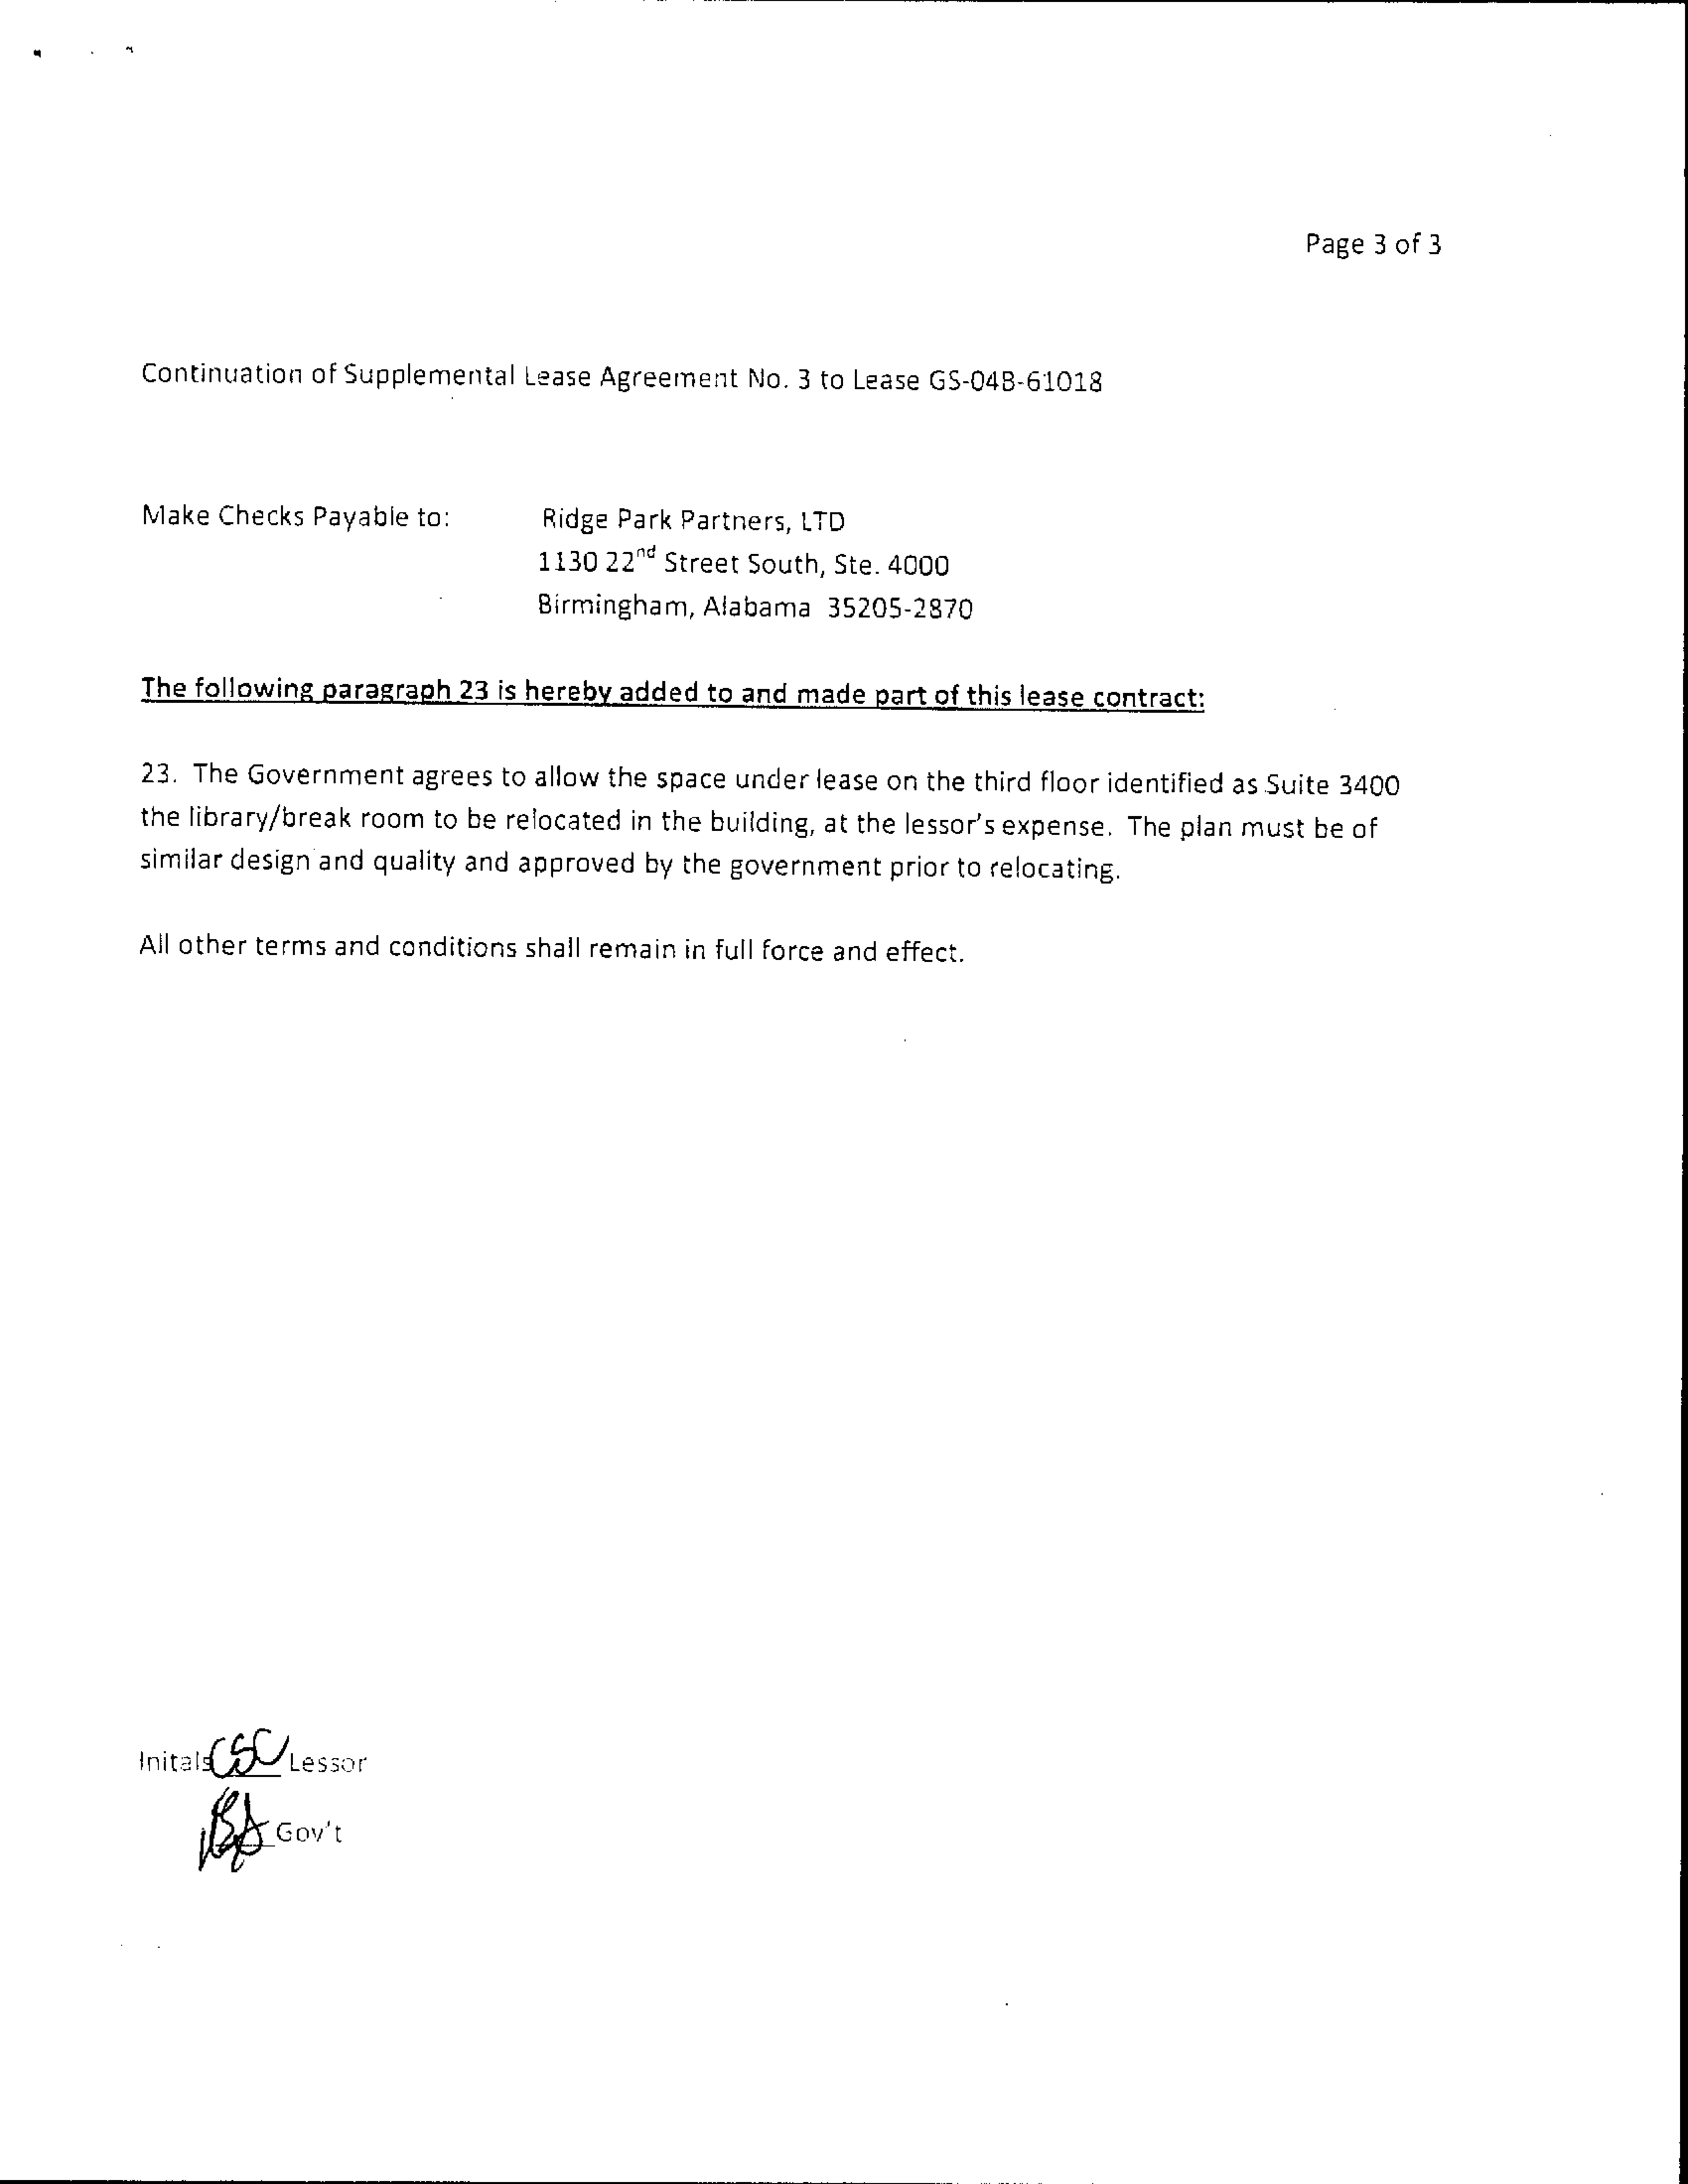 Page 3 of 3
Continuation of Supplemental Lease Agreement No. 3 to Lease GS-04B-61018
Make Checks Payable to: Ridge Park Partners, LTD
1130 22nd Street South, Ste. 4000
Birmingham, Alabama 35205-2870
The following paragraph 23 is hereby added to and made part of this lease contract:
23. The Government agrees to allow the space under lease on the third floor identified as Suite 3400
the library/break room to be relocated in the building, at the lessor's expense. The plan must be of
similar design and quality and approved by the government prior to relocating.
All other terms and conditions shall remain in full force and effect.
Initals CSC Lessor
Gov't